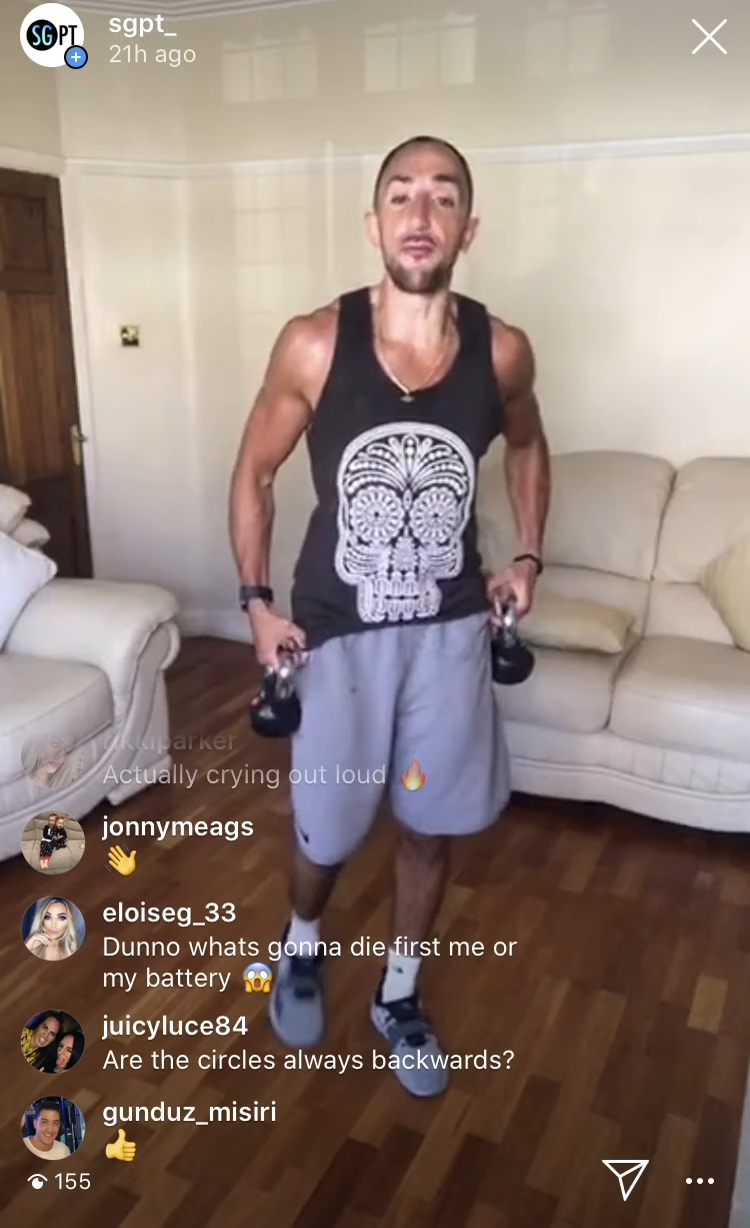 SGPT
sgpt_
21h ago
rikkiparker
Actually crying out loud 🔥
jonnymeags
👋
eloiseg_33
Dunno whats gonna die first me or
my battery 😱
juicyluce84
Are the circles always backwards?
gunduz_misiri
👍
155